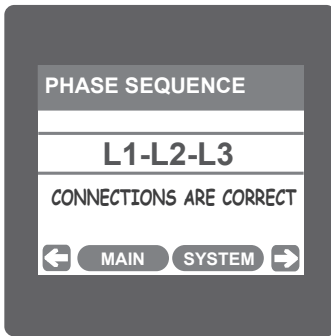 PHASE SEQUENCE
L1-L2-L3
CONNECTIONS ARE CORRECT
MAIN SYSTEM